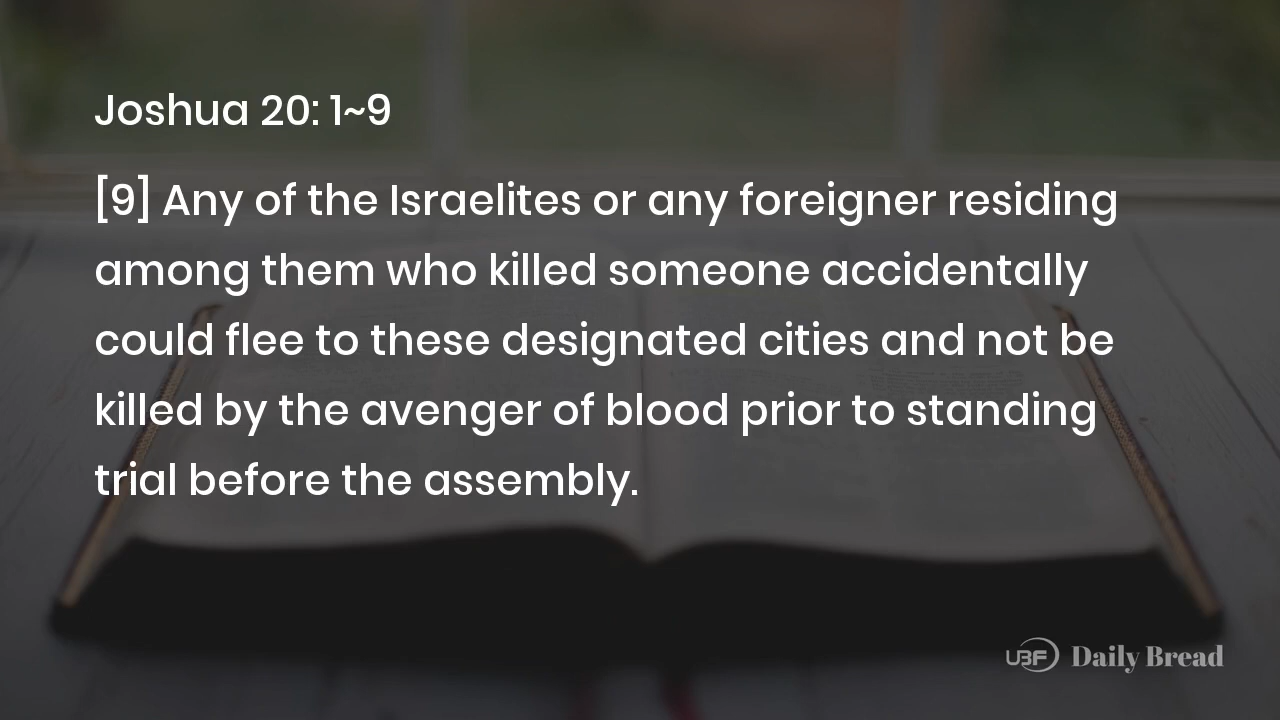 Joshua 20: 1~9
[9] Any of the Israelites or any foreigner residing
among them who killed someone accidentally
could flee to these designated cities and not be
killed by the avenger of blood prior to standing
trial before the assembly.
UBF Daily Bread